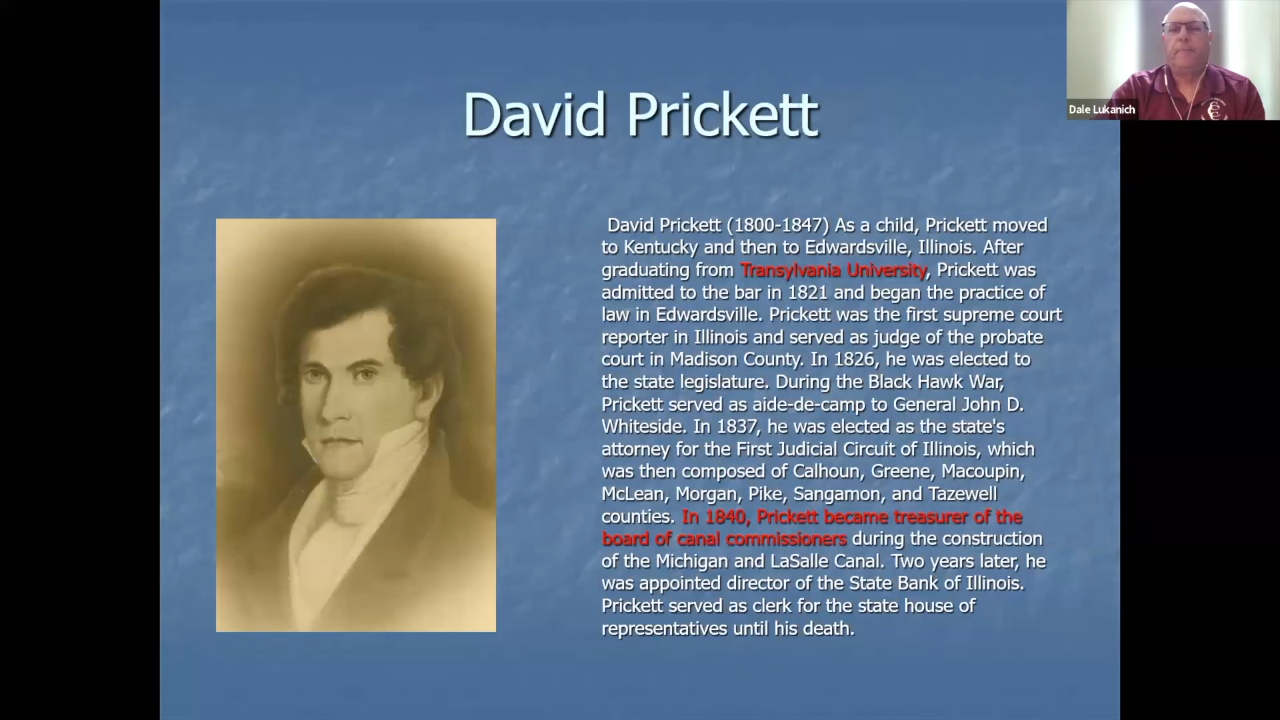 David Prickett
Dale Lukanich
David Prickett (1800-1847) As a child, Prickett moved
to Kentucky and then to Edwardsville, Illinois. After
graduating from Transylvania University, Prickett was
admitted to the bar in 1821 and began the practice of
law in Edwardsville. Prickett was the first supreme court
reporter in Illinois and served as judge of the probate
court in Madison County. In 1826, he was elected to
the state legislature. During the Black Hawk War,
Prickett served as aide-de-camp to General John D.
Whiteside. In 1837, he was elected as the state's
attorney for the First Judicial Circuit of Illinois, which
was then composed of Calhoun, Greene, Macoupin,
McLean, Morgan, Pike, Sangamon, and Tazewell
counties. In 1840, Prickett became treasurer of the
board of canal commissioners during the construction
of the Michigan and LaSalle Canal. Two years later, he
was appointed director of the State Bank of Illinois.
Prickett served as clerk for the state house of
representatives until his death.